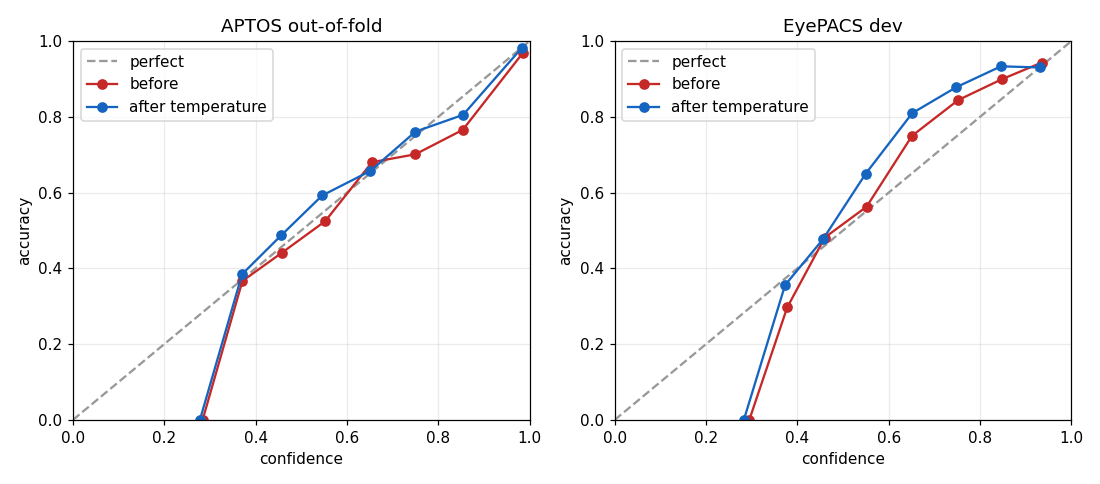 APTOS out-of-fold
perfect
before
after temperature
1.0
0.8
0.6
0.4
0.2
0.0
accuracy
0.0 0.2 0.4 0.6 0.8 1.0
confidence
EyePACS dev
perfect
before
after temperature
1.0
0.8
0.6
0.4
0.2
0.0
accuracy
0.0 0.2 0.4 0.6 0.8 1.0
confidence